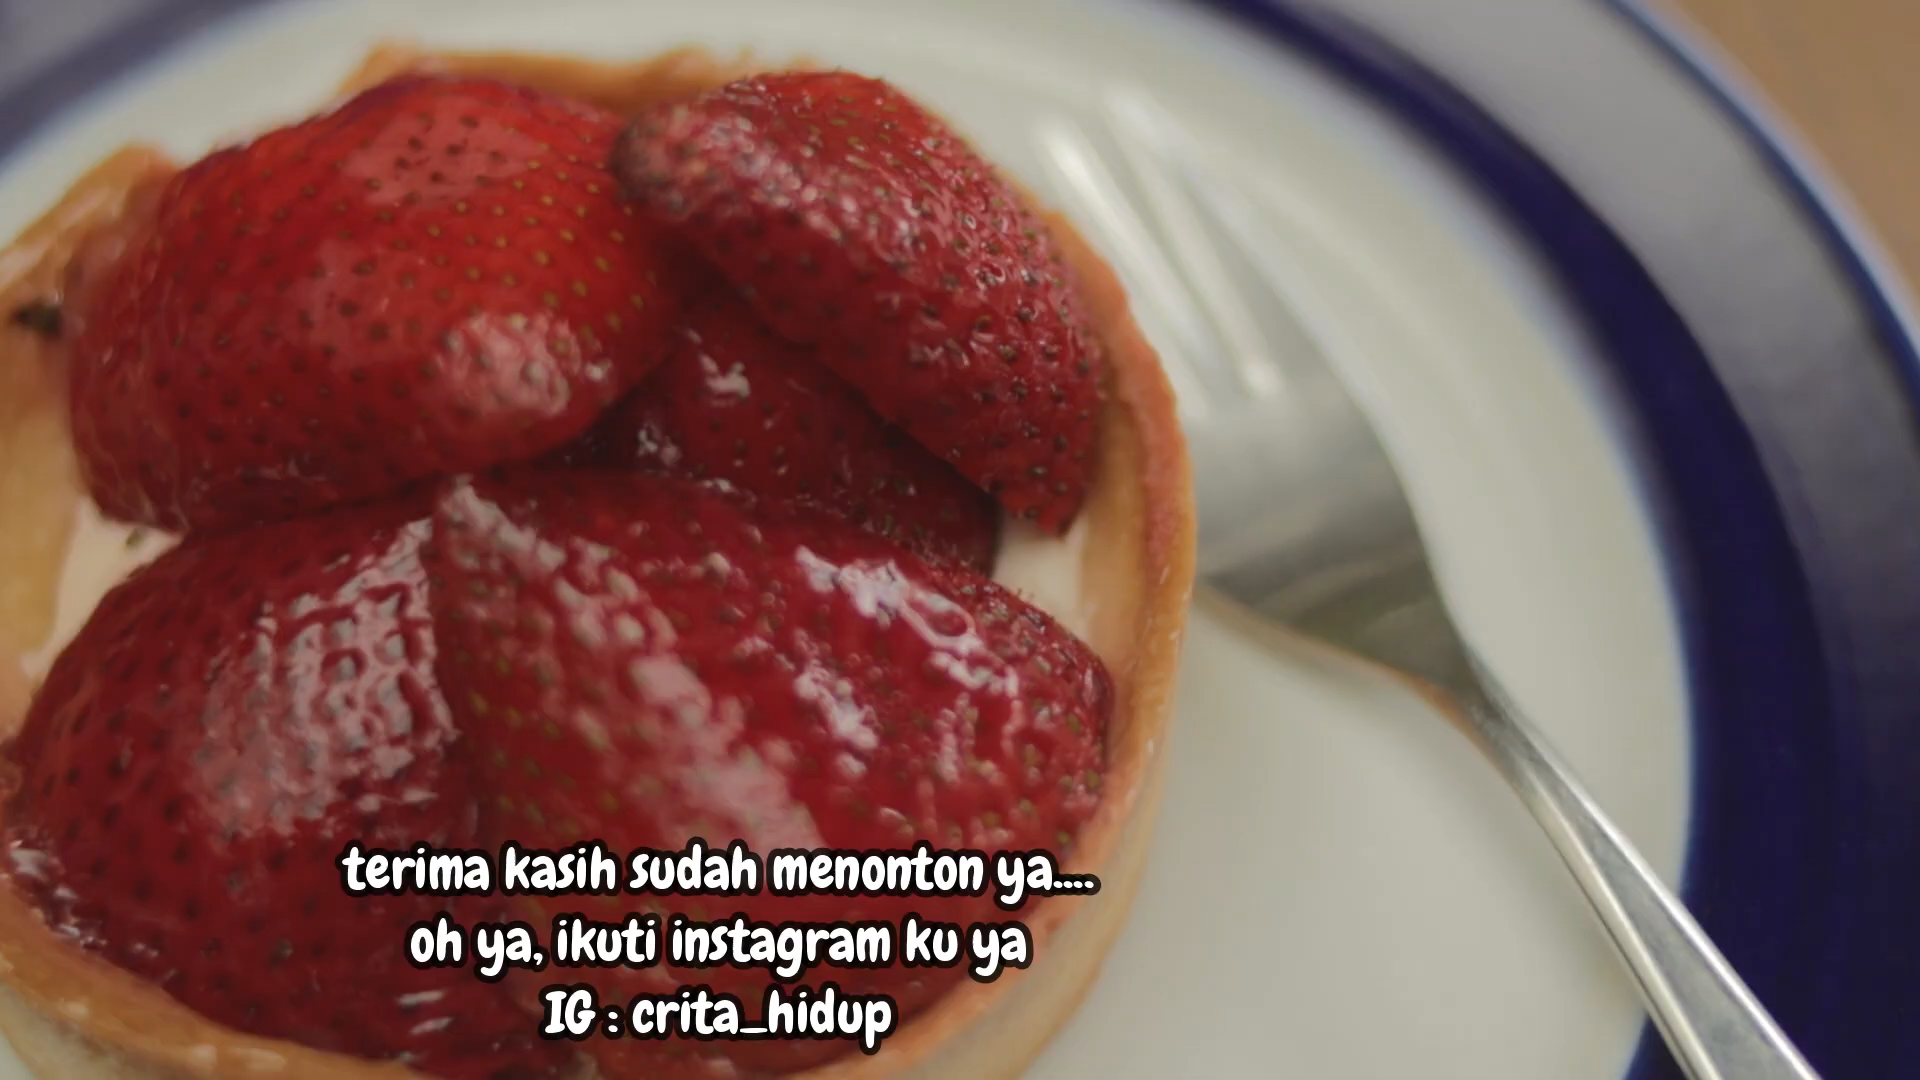 terima kasih sudah menonton ya....
oh ya, ikuti instagram ku ya
IG : crita_hidup